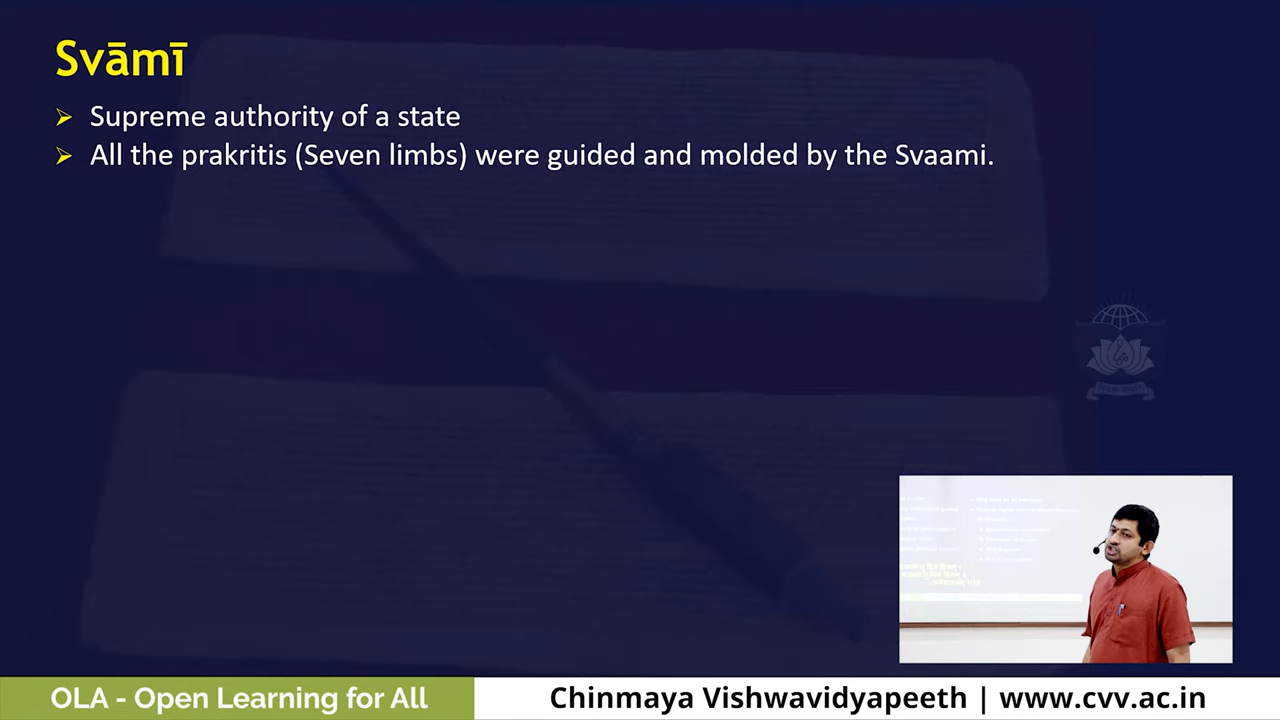 Svāmī
➢ Supreme authority of a state
➢ All the prakritis (Seven limbs) were guided and molded by the Svaami.
OLA - Open Learning for All
Chinmaya Vishwavidyapeeth | www.cvv.ac.in